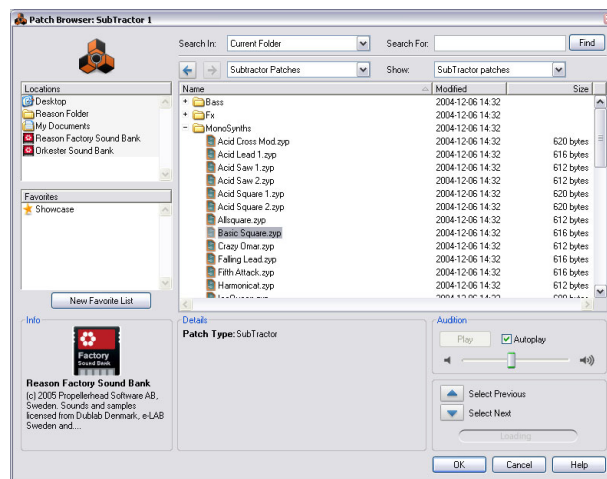 Patch Browser: SubTractor 1
Search In: Current Folder Search For: Find
Subtractor Patches Show: SubTractor patches
Locations
Desktop
Reason Folder
My Documents
Reason Factory Sound Bank
Orkester Sound Bank
Favorites
Showcase
New Favorite List
Name Modified Size
+ Bass 2004-12-06 14:32
+ Fx 2004-12-06 14:32
- MonoSynths 2004-12-06 14:32
Acid Cross Mod.zyp 2004-12-06 14:32 620 bytes
Acid Lead 1.zyp 2004-12-06 14:32 616 bytes
Acid Saw 1.zyp 2004-12-06 14:32 612 bytes
Acid Saw 2.zyp 2004-12-06 14:32 612 bytes
Acid Square 1.zyp 2004-12-06 14:32 620 bytes
Acid Square 2.zyp 2004-12-06 14:32 620 bytes
Allsquare.zyp 2004-12-06 14:32 612 bytes
Basic Square.zyp 2004-12-06 14:32 616 bytes
Crazy Omar.zyp 2004-12-06 14:32 612 bytes
Falling Lead.zyp 2004-12-06 14:32 616 bytes
Fifth Attack.zyp 2004-12-06 14:32 616 bytes
Harmonicat.zyp 2004-12-06 14:32 612 bytes
Info
Factory
Sound Bank
Reason Factory Sound Bank
(c) 2005 Propellerhead Software AB,
Sweden. Sounds and samples
licensed from Dublab Denmark, e-LAB
Sweden and....
Details
Patch Type: SubTractor
Audition
Play Autoplay
Select Previous
Select Next
Loading
OK Cancel Help